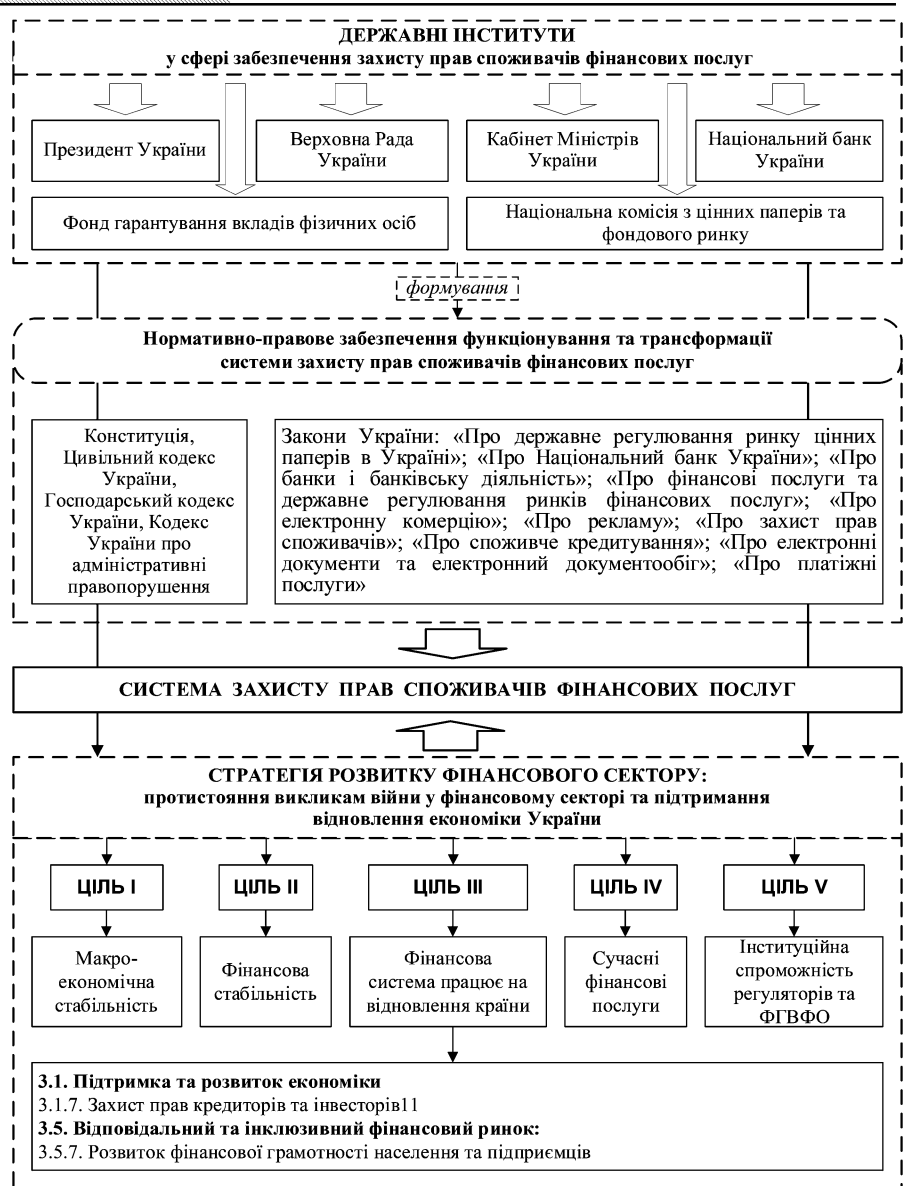 ДЕРЖАВНІ ІНСТИТУТИ
у сфері забезпечення захисту прав споживачів фінансових послуг
Президент України
Верховна Рада
України
Кабінет Міністрів
України
Національний банк
України
Фонд гарантування вкладів фізичних осіб
Національна комісія з цінних паперів та
фондового ринку
формування
Нормативно-правове забезпечення функціонування та трансформації
системи захисту прав споживачів фінансових послуг
Конституція,
Цивільний кодекс
України,
Господарський кодекс
України, Кодекс
України про
адміністративні
правопорушення
Закони України: «Про державне регулювання ринку цінних
паперів в Україні»; «Про Національний банк України»; «Про
банки і банківську діяльність»; «Про фінансові послуги та
державне регулювання ринків фінансових послуг»; «Про
електронну комерцію»; «Про рекламу»; «Про захист прав
споживачів»; «Про споживче кредитування»; «Про електронні
документи та електронний документообіг»; «Про платіжні
послуги»
СИСТЕМА ЗАХИСТУ ПРАВ СПОЖИВАЧІВ ФІНАНСОВИХ ПОСЛУГ
СТРАТЕГІЯ РОЗВИТКУ ФІНАНСОВОГО СЕКТОРУ:
протистояння викликам війни у фінансовому секторі та підтримання
відновлення економіки України
ЦІЛЬ I
ЦІЛЬ II
ЦІЛЬ III
ЦІЛЬ IV
ЦІЛЬ V
Макро-
економічна
стабільність
Фінансова
стабільність
Фінансова
система працює на
відновлення країни
Сучасні
фінансові
послуги
Інституційна
спроможність
регуляторів та
ФГВФО
3.1. Підтримка та розвиток економіки
3.1.7. Захист прав кредиторів та інвесторів11
3.5. Відповідальний та інклюзивний фінансовий ринок:
3.5.7. Розвиток фінансової грамотності населення та підприємців